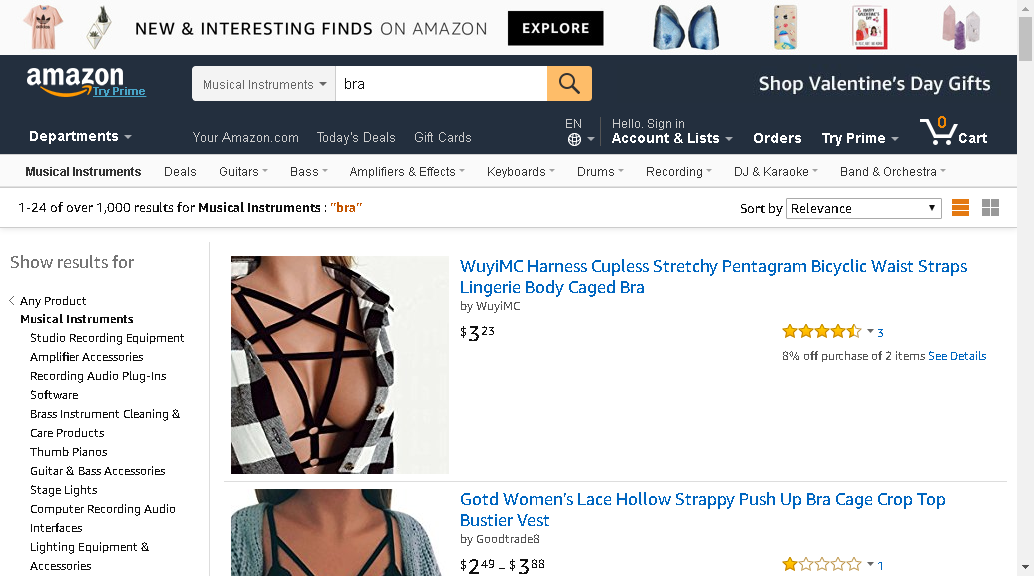 NEW & INTERESTING FINDS ON AMAZON
EXPLORE
amazon
Try Prime
Musical Instruments
bra
Shop Valentine's Day Gifts
Departments
Your Amazon.com
Today's Deals
Gift Cards
EN
Hello. Sign in
Account & Lists
Orders
Try Prime
0
Cart
Musical Instruments
Deals
Guitars
Bass
Amplifiers & Effects
Keyboards
Drums
Recording
DJ & Karaoke
Band & Orchestra
1-24 of over 1,000 results for Musical Instruments : "bra"
Sort by Relevance
Show results for
Any Product
Musical Instruments
Studio Recording Equipment
Amplifier Accessories
Recording Audio Plug-Ins
Software
Brass Instrument Cleaning &
Care Products
Thumb Pianos
Guitar & Bass Accessories
Stage Lights
Computer Recording Audio
Interfaces
Lighting Equipment &
Accessories
WuyiMC Harness Cupless Stretchy Pentagram Bicyclic Waist Straps
Lingerie Body Caged Bra
by WuyiMC
$3 23
3
8% off purchase of 2 items See Details
Gotd Women's Lace Hollow Strappy Push Up Bra Cage Crop Top
Bustier Vest
by Goodtrade8
$2 49 - $3 88
1